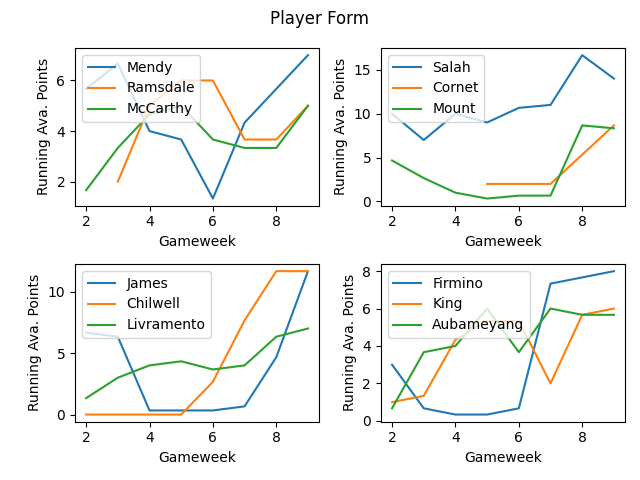 Player Form
Mendy
Ramsdale
McCarthy
Running Ava. Points
2
4
6
2 4 6 8
Gameweek
Salah
Cornet
Mount
Running Ava. Points
0
5
10
15
2 4 6 8
Gameweek
James
Chilwell
Livramento
Running Ava. Points
0
5
10
2 4 6 8
Gameweek
Firmino
King
Aubameyang
Running Ava. Points
0
2
4
6
8
2 4 6 8
Gameweek